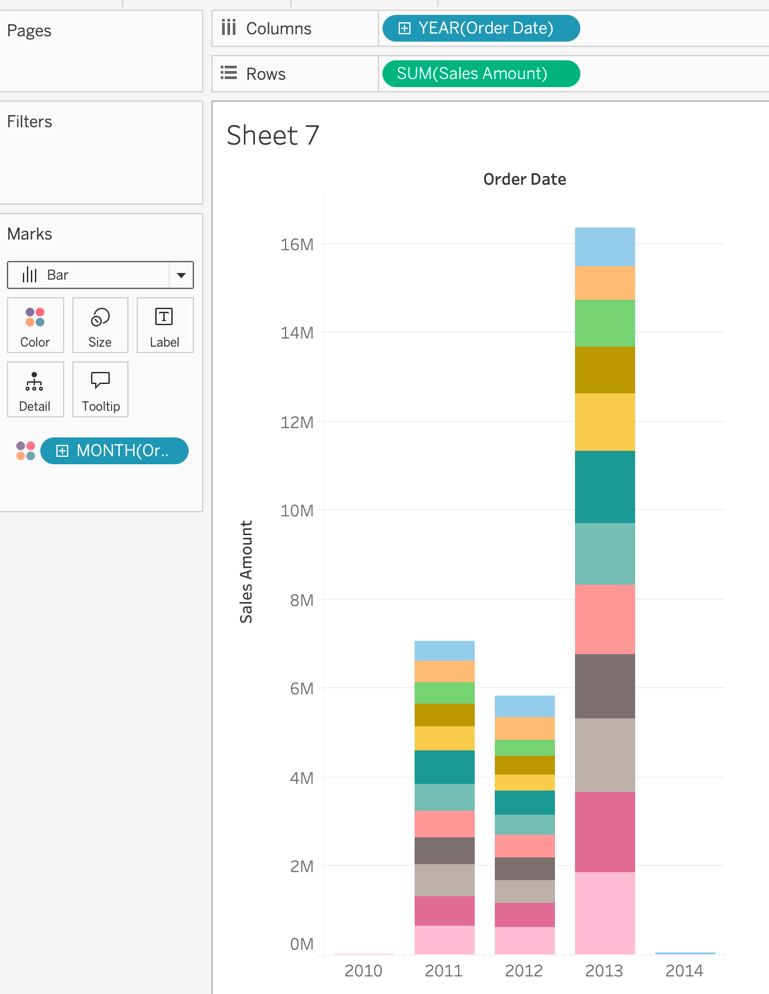 Pages
Columns
YEAR(Order Date)
Rows
SUM(Sales Amount)
Filters
Sheet 7
Order Date
Marks
Bar
Color
Size
Label
Detail
Tooltip
MONTH(Or..
Sales Amount
16M
14M
12M
10M
8M
6M
4M
2M
0M
2010 2011 2012 2013 2014